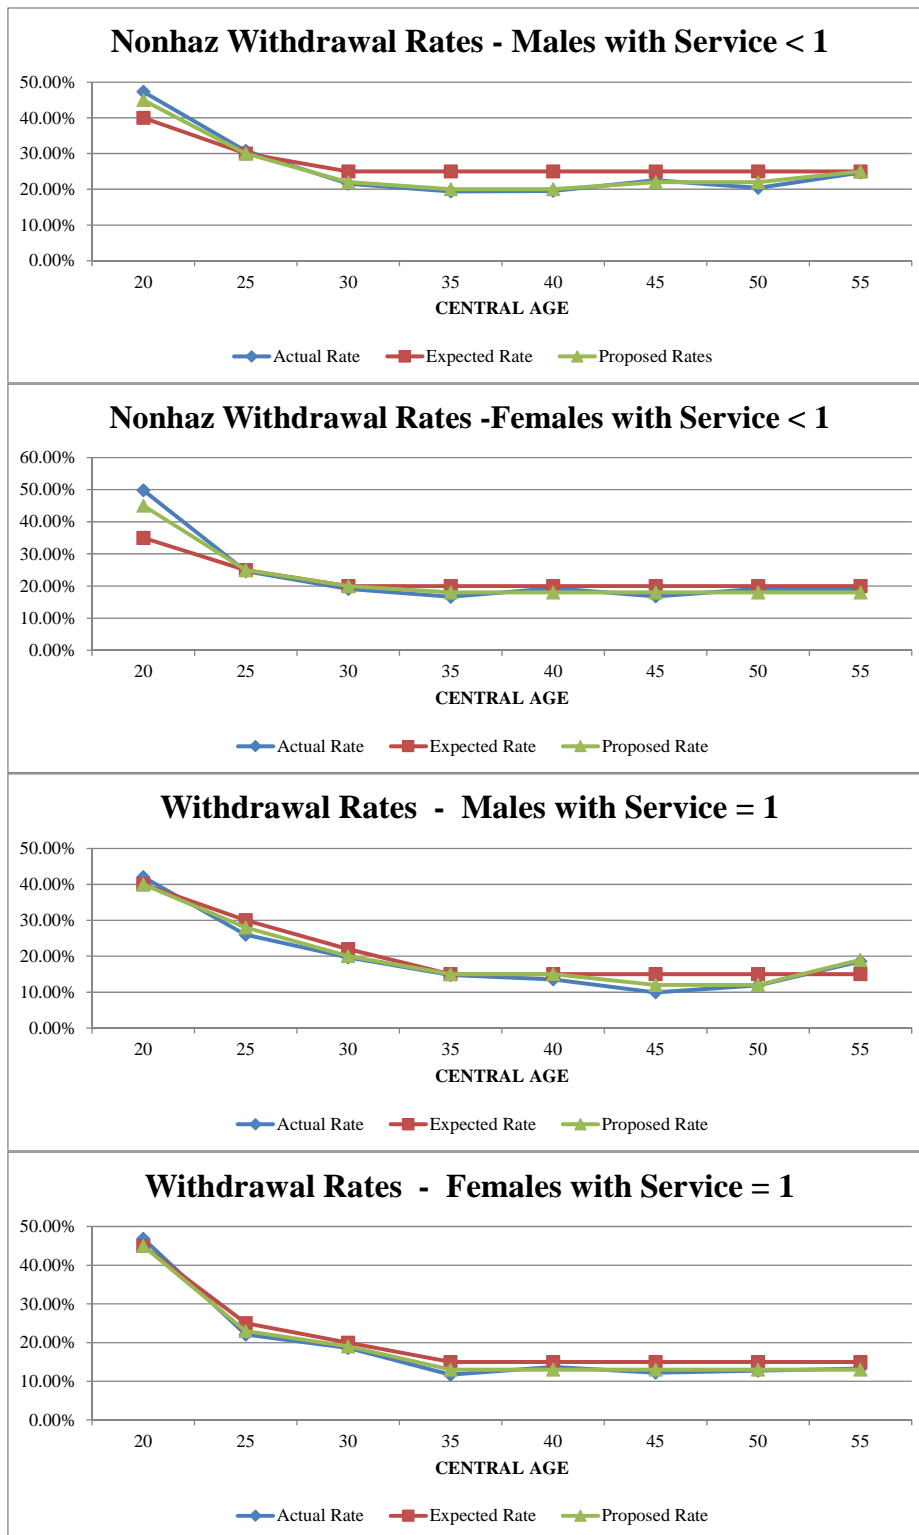 Nonhaz Withdrawal Rates - Males with Service < 1
50.00%
40.00%
30.00%
20.00%
10.00%
0.00%
20 25 30 35 40 45 50 55
CENTRAL AGE
Actual Rate Expected Rate Proposed Rates
Nonhaz Withdrawal Rates -Females with Service < 1
60.00%
50.00%
40.00%
30.00%
20.00%
10.00%
0.00%
20 25 30 35 40 45 50 55
CENTRAL AGE
Actual Rate Expected Rate Proposed Rate
Withdrawal Rates - Males with Service = 1
50.00%
40.00%
30.00%
20.00%
10.00%
0.00%
20 25 30 35 40 45 50 55
CENTRAL AGE
Actual Rate Expected Rate Proposed Rate
Withdrawal Rates - Females with Service = 1
50.00%
40.00%
30.00%
20.00%
10.00%
0.00%
20 25 30 35 40 45 50 55
CENTRAL AGE
Actual Rate Expected Rate Proposed Rate